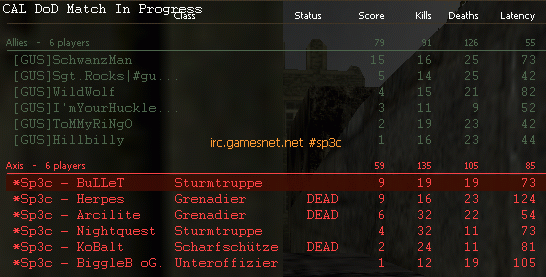 CAL DoD Match In Progress
Class Status Score Kills Deaths Latency
Allies - 6 players 79 91 126 55
[GUS]SchwanzMan 15 16 25 73
[GUS]Sgt.Rocks|#gu... 5 14 25 42
[GUS]WildWolf 4 15 21 82
[GUS]I'mYourHuckle... 3 11 9 52
[GUS]ToMMyRiNgO 2 19 23 42
[GUS]Hillbilly 1 16 23 44
irc.gamesnet.net #sp3c
Axis - 6 players 59 135 105 85
*Sp3c - BuLLeT Sturmtruppe 9 19 19 73
*Sp3c - Herpes Grenadier DEAD 9 16 23 124
*Sp3c - Arcilite Grenadier DEAD 6 32 22 54
*Sp3c - Nightquest Sturmtruppe 4 32 11 73
*Sp3c - KoBalt Scharfschütze DEAD 2 24 11 81
*Sp3c - BiggleB oG. Unteroffizier 1 12 19 105